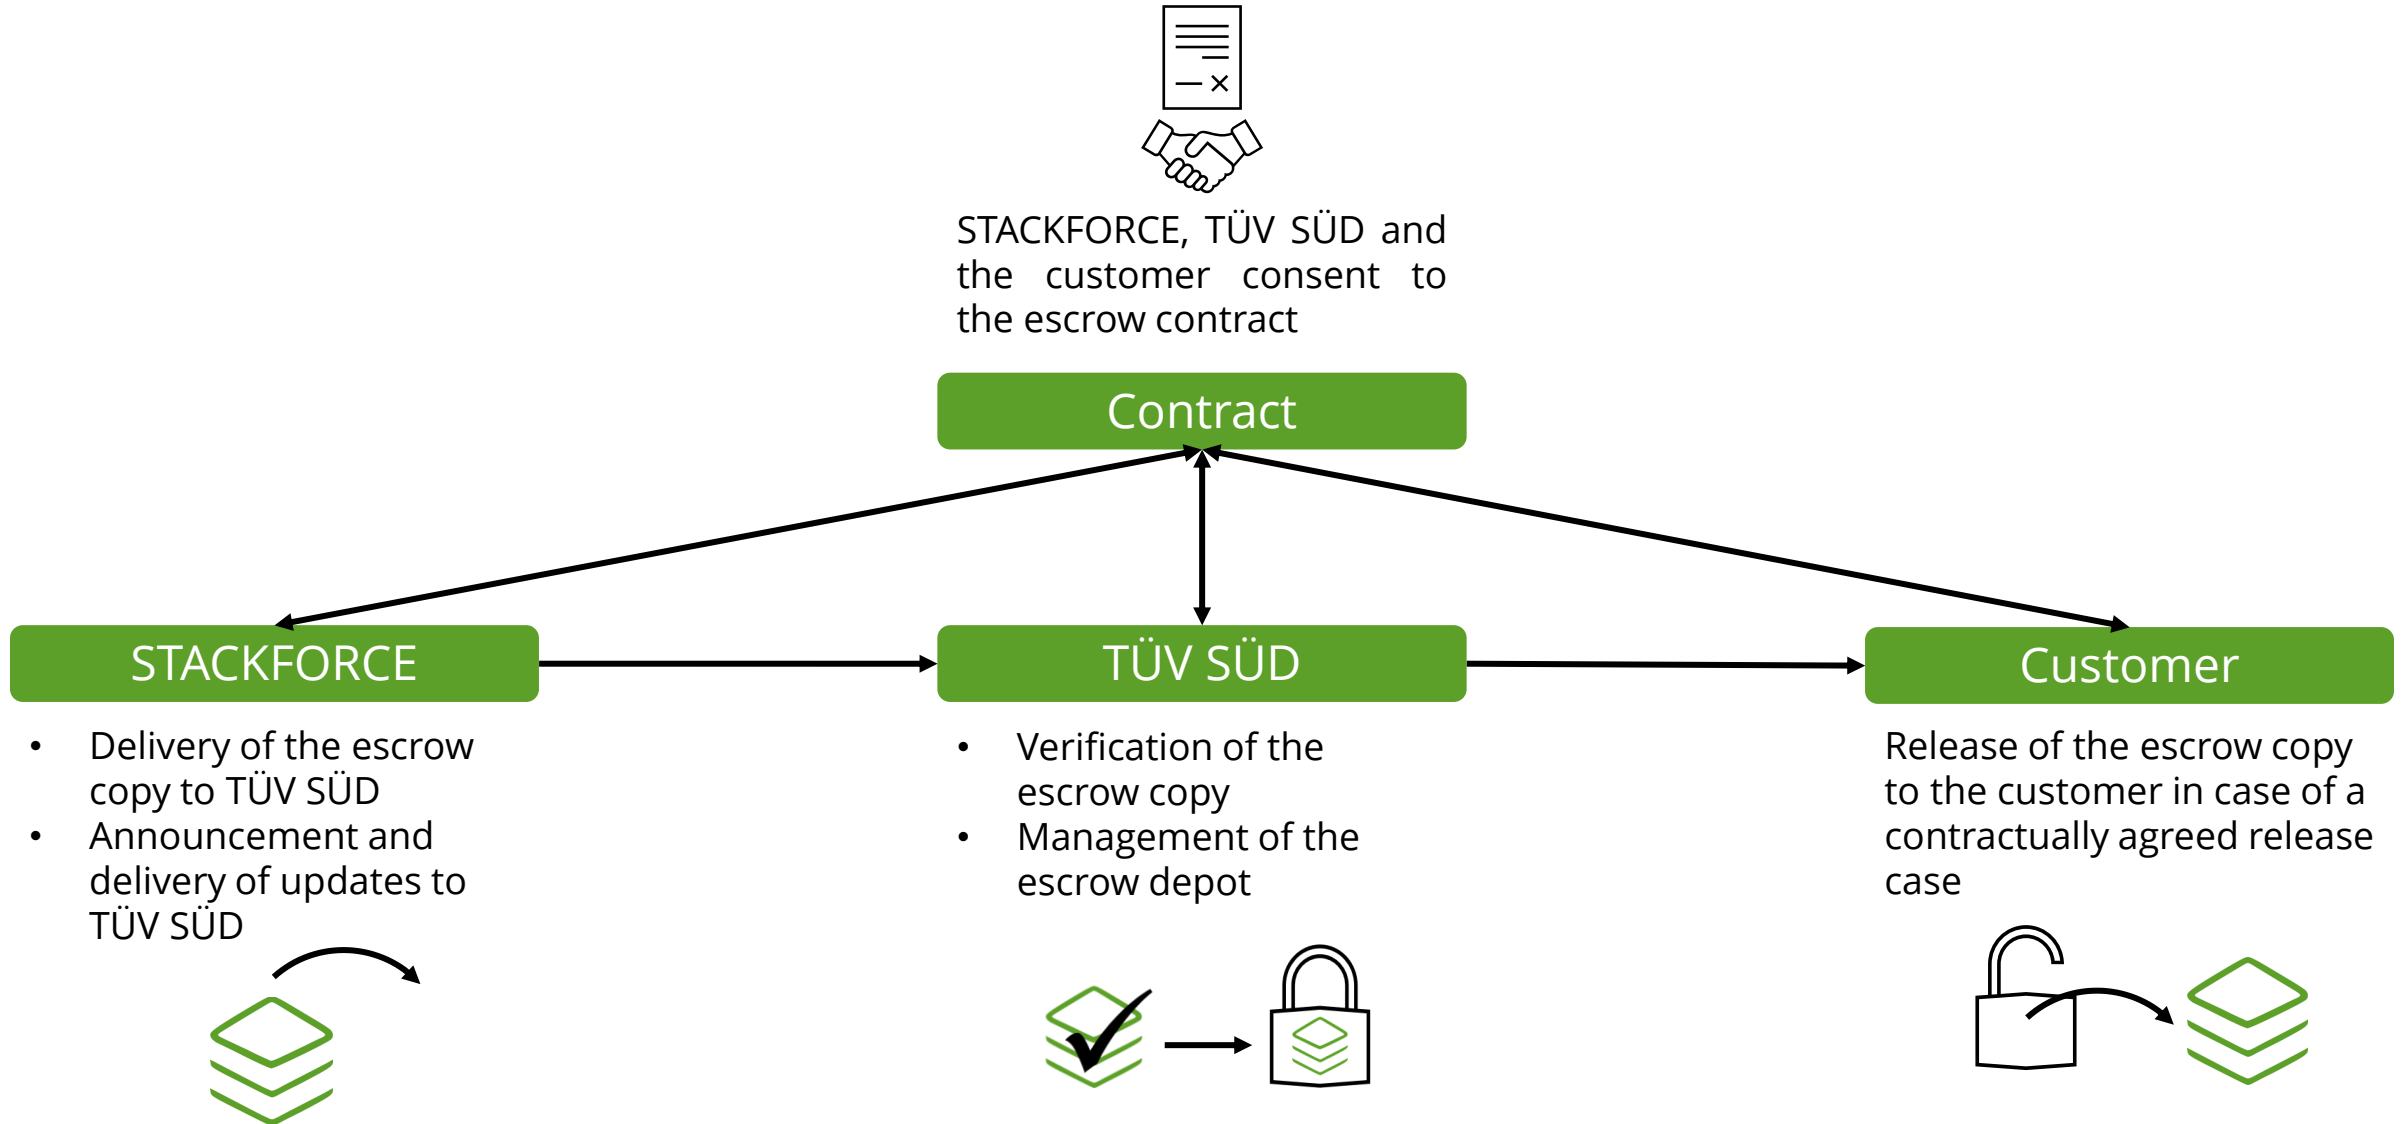 STACKFORCE, TÜV SÜD and
the customer consent to
the escrow contract
Contract
STACKFORCE
TÜV SÜD
Customer
• Delivery of the escrow
copy to TÜV SÜD
• Announcement and
delivery of updates to
TÜV SÜD
• Verification of the
escrow copy
• Management of the
escrow depot
Release of the escrow copy
to the customer in case of a
contractually agreed release
case